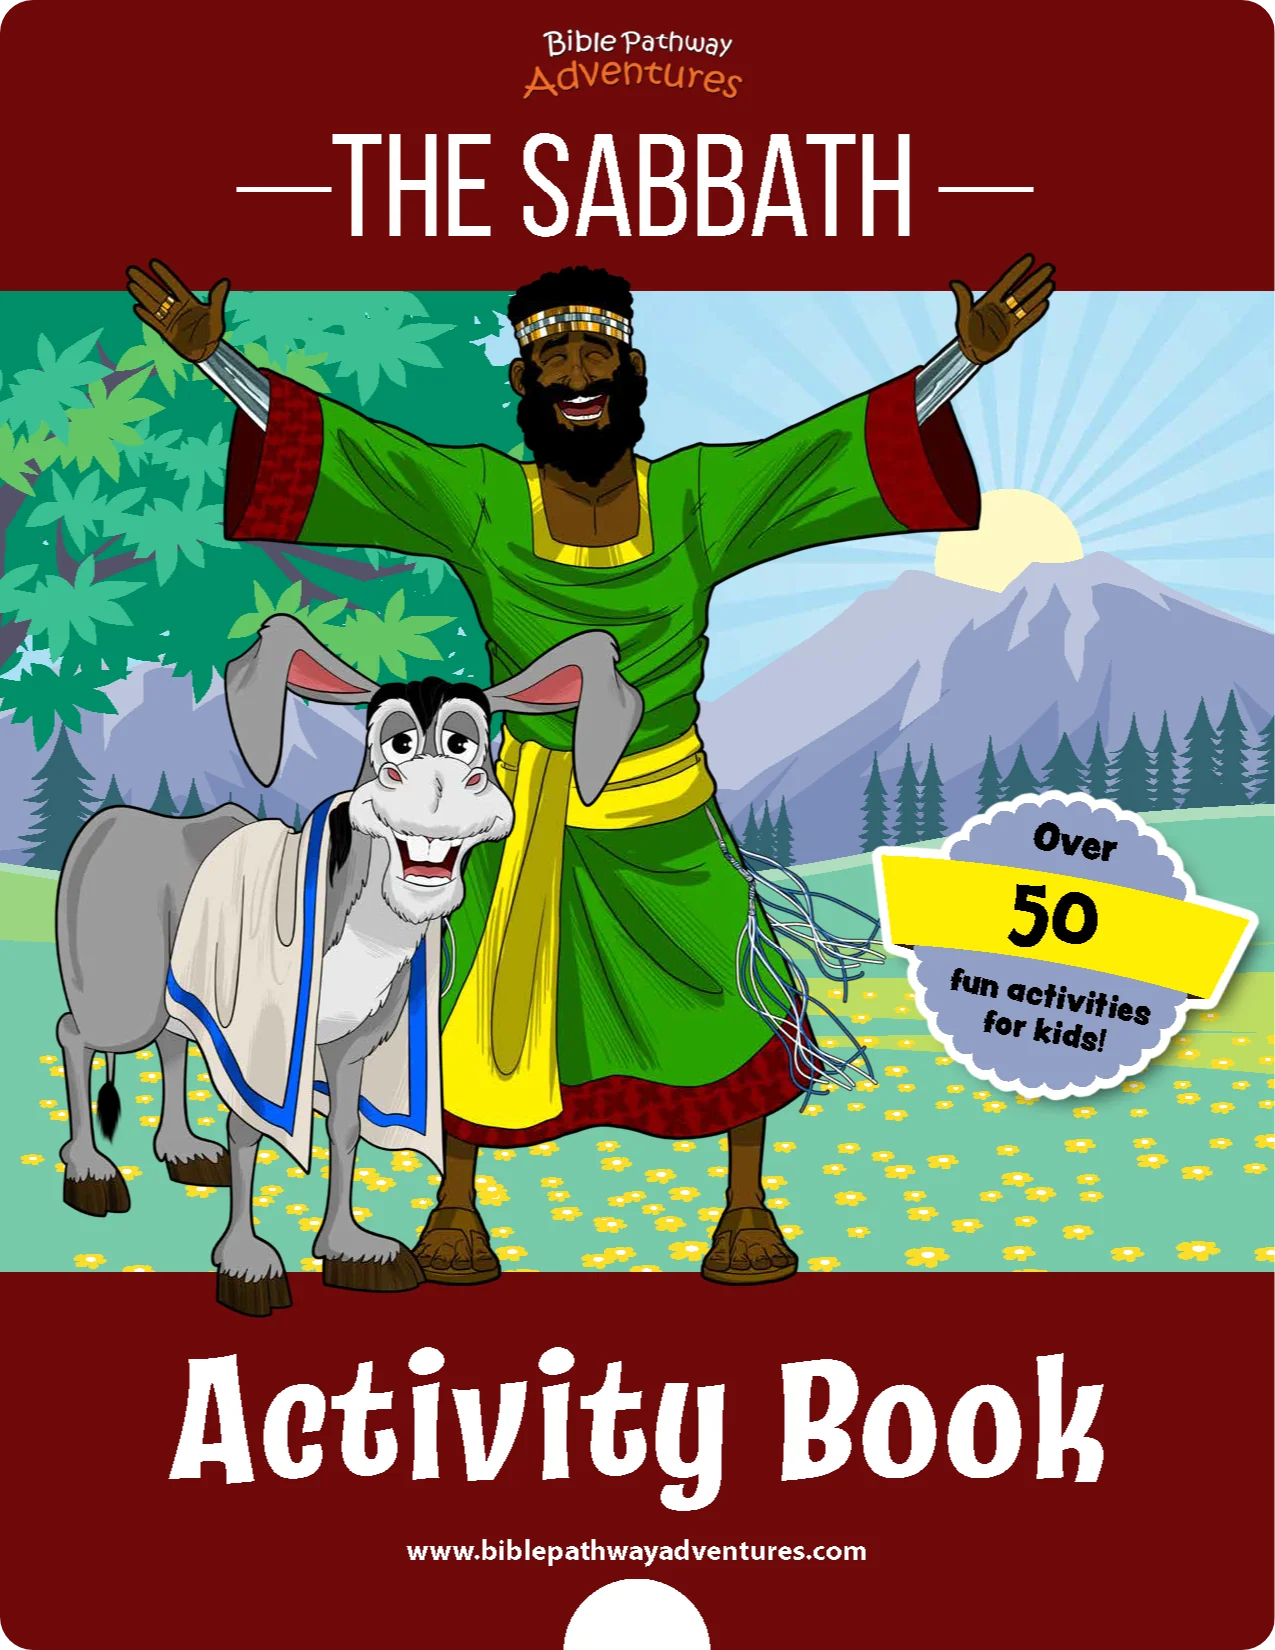 Bible Pathway
Adventures
THE SABBATH
Over
50
fun activities
for kids!
Activity Book
www.biblepathwayadventures.com